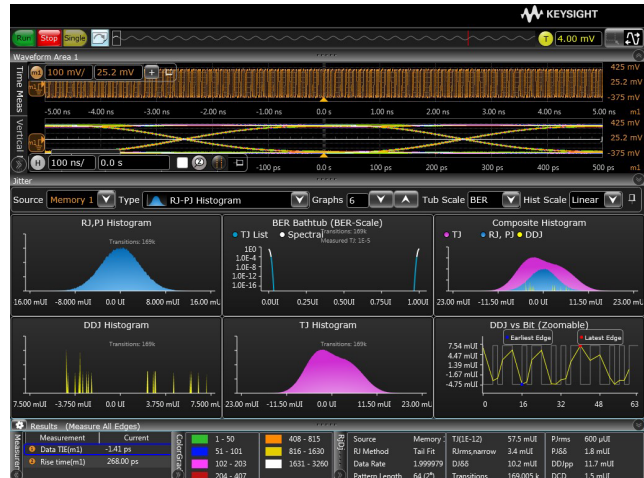 KEYSIGHT
Run Stop Single T 4.00 mV
Waveform Area 1
Time Meas
m1 100 mV/ 25.2 mV + 425 mV
25.2 mV
-375 mV
-5.00 ns -4.00 ns -3.00 ns -2.00 ns -1.00 ns 0.0 s 1.00 ns 2.00 ns 3.00 ns 4.00 ns 5.00 ns m1
Vertical
425 mV
25.2 mV
-375 mV
H 100 ns/ 0.0 s 2 -100 ps 0.0 s 100 ps 200 ps 300 ps 400 ps 500 ps m1
Jitter
Source Memory 1 Type RJ-PJ Histogram Graphs 6 Tub Scale BER Hist Scale Linear
RJ,PJ Histogram
Transitions: 169k
16.00 mUI -8.000 mUI 0.0 UI 8.000 mUI 16.00 mU
BER Bathtub (BER-Scale)
TJ List Spectral
Transitions: 169k
Measured TJ: 1E-5
1E0
1.0E-4
1.0E-8
1.0E-12
1.0E-16
0.0UI 0.25UI 0.50UI 0.75UI 1.0UI
Composite Histogram
TJ RJ, PJ DDJ
23.00 mUI -11.50 mUI 0.0 UI 11.50 mUI 23.00 mU
DDJ Histogram
Transitions: 169k
7.500 mUI -3.750 mUI 0.0 UI 3.750 mUI 7.500 m
TJ Histogram
Transitions: 169k
23.00 mUI -11.50 mUI 0.0 UI 11.50 mUI 23.00 mU
DDJ vs Bit (Zoomable)
Earliest Edge Latest Edge
7.54 mUI
4.47 mUI
1.39 mUI
-1.67 mUI
-4.75 mUI
0 16 32 48 63
Results (Measure All Edges)
Measurement Current
1 Data TIE(m1) -1.41 ps
2 Rise time(m1) 268.00 ps
1 - 50 408 - 815
51 - 101 816 - 1630
102 - 203 1631 - 3260
204 - 407
Source Memory TJ(1E-12) 57.5 mUI PJrms 600 µUI
RJ Method Tail Fit RJrms,narrow 3.4 mUI PJδδ 1.8 mUI
Data Rate 1.999979 DJδδ 10.2 mUI DDJpp 11.7 mUI
Pattern Length Transitions 169.005 k DCD 1.5 mUI